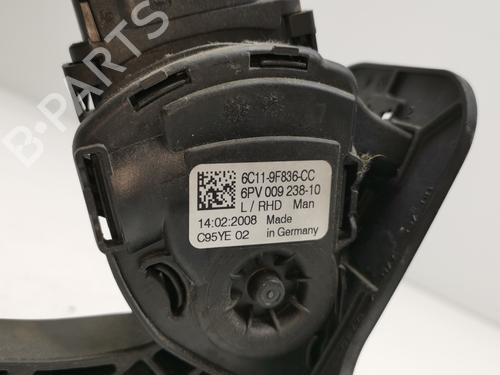 B-PARTS
6C11-9F836-CC
6PV 009 238-10
L / RHD Man
14:02:2008 Made
C95YE 02 in Germany